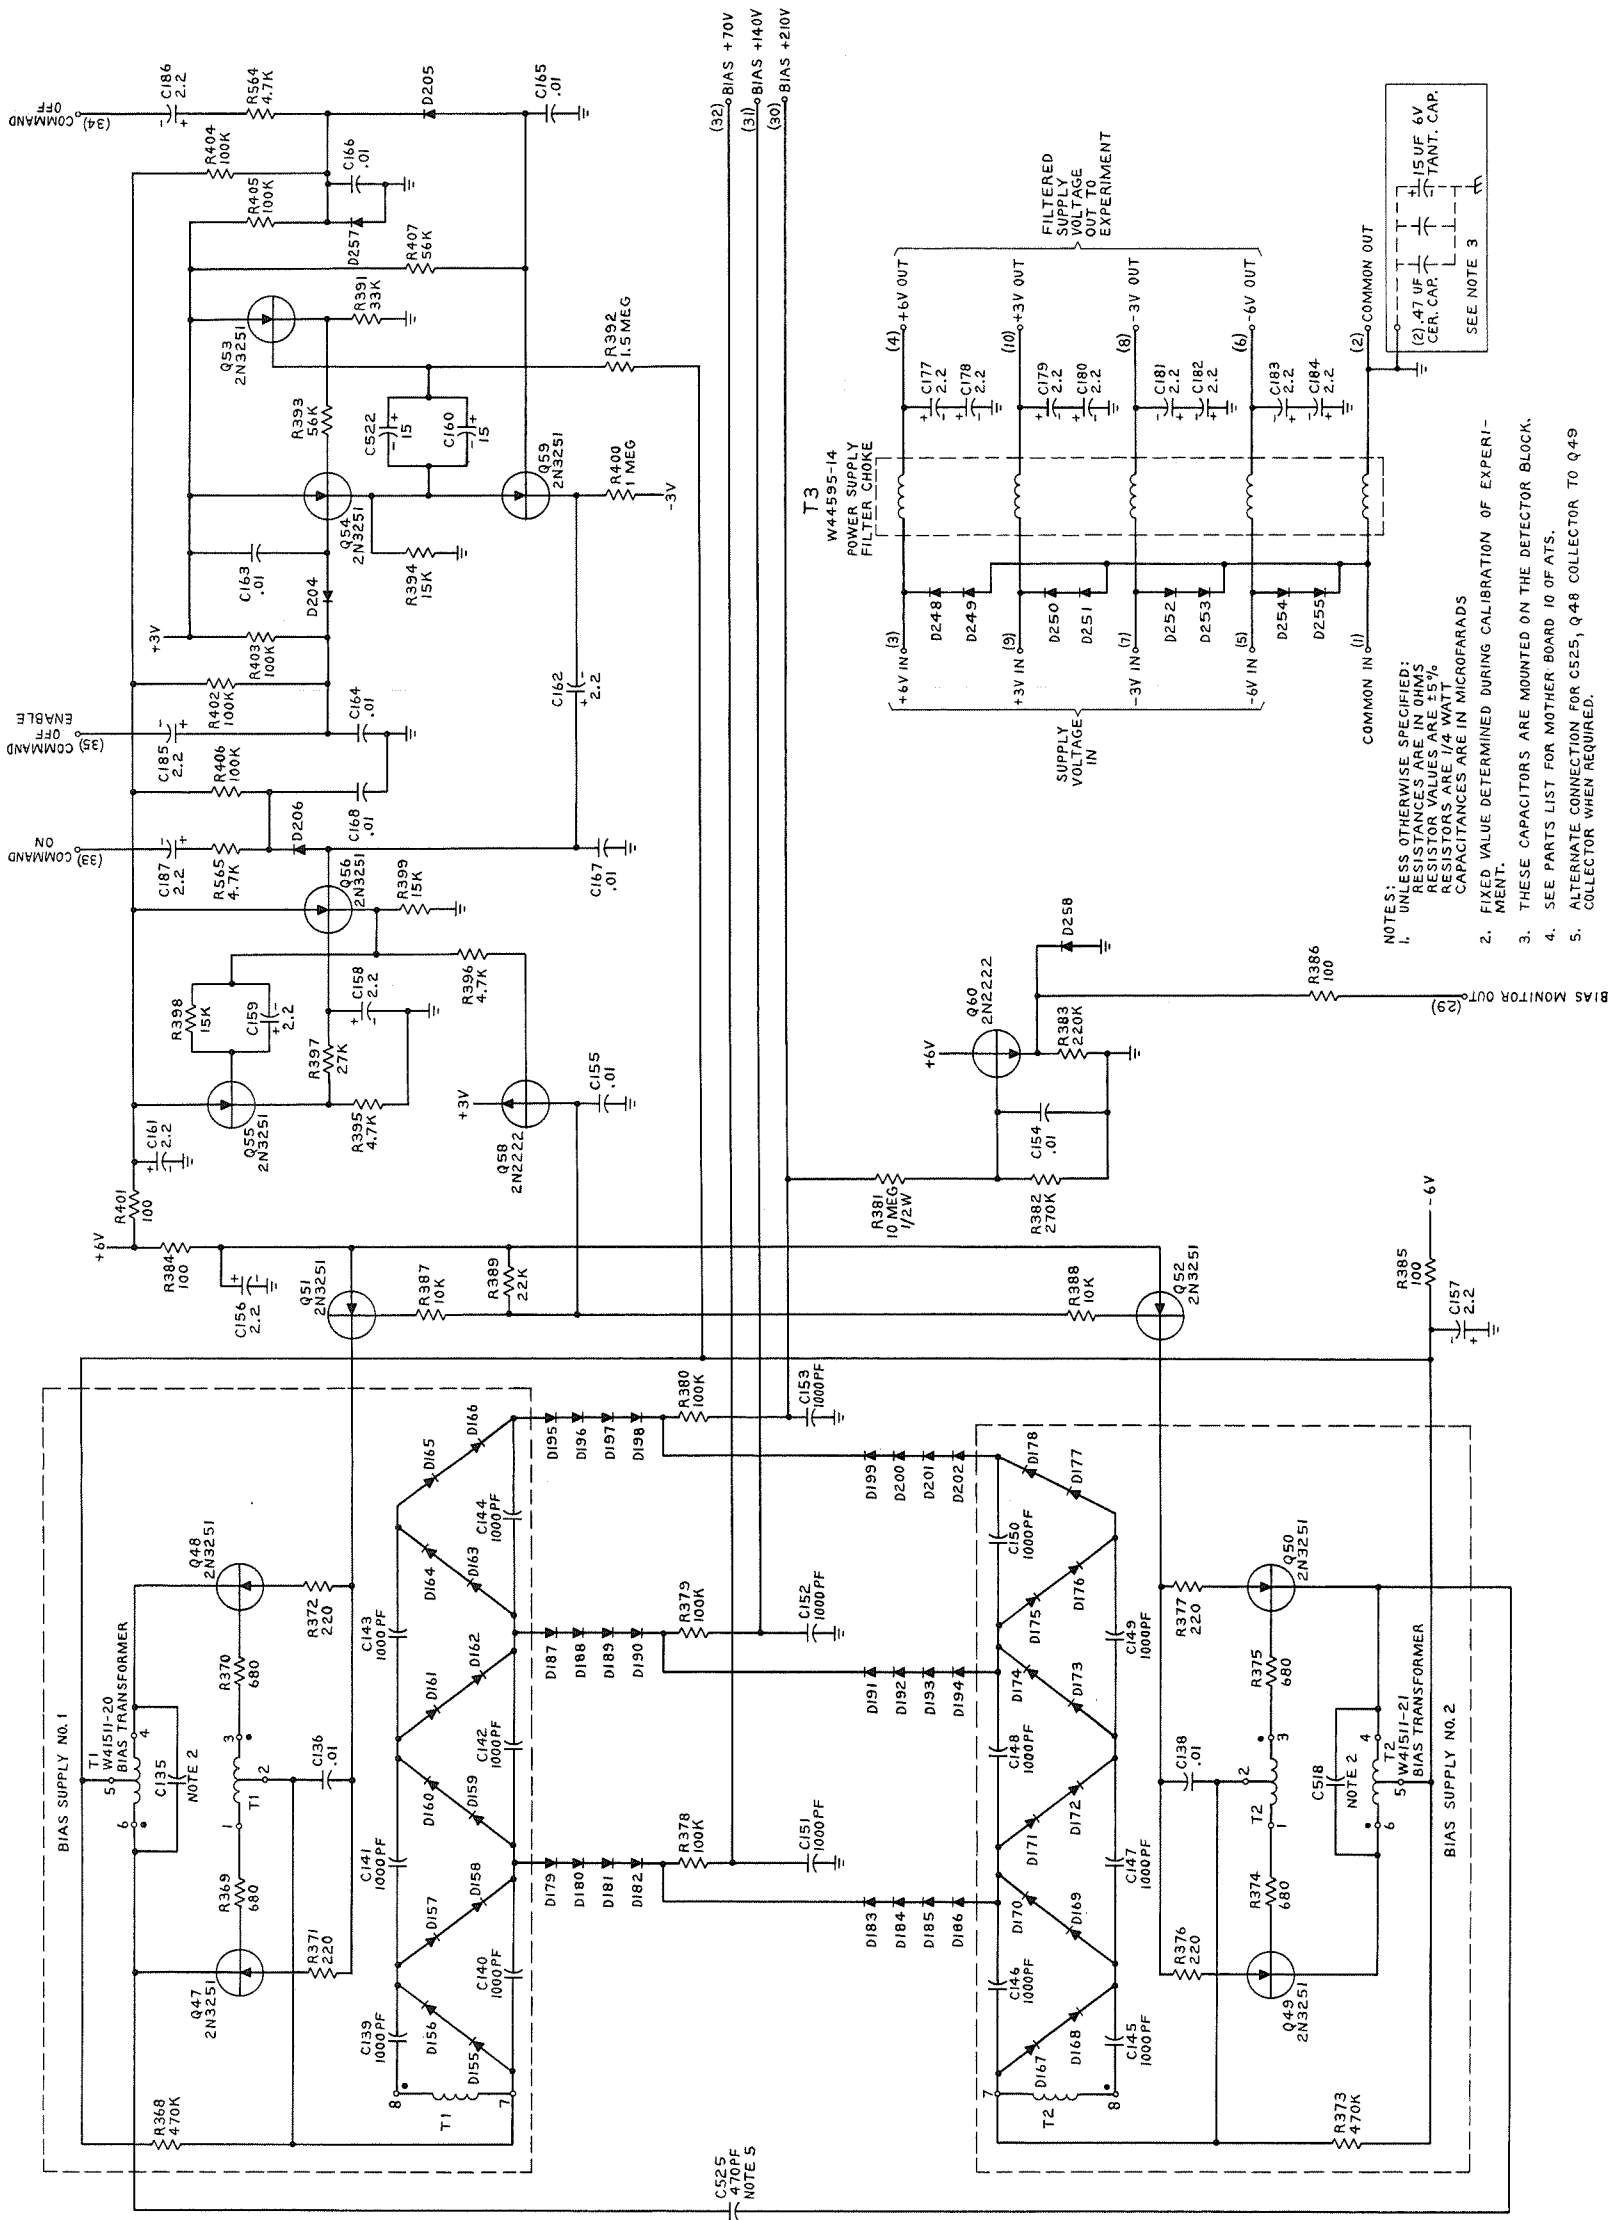 BIAS SUPPLY NO. 1
R368
470K
Q47
2N3251
R371
220
R369
680
T1
W41511-20
BIAS TRANSFORMER
6
5
4
C135
NOTE 2
1
T1
2
3
C136
.01
R370
680
Q48
2N3251
R372
220
8
T1
7
C139
1000PF
D156
D155
C140
1000PF
D157
D158
C141
1000PF
D160
D159
C142
1000PF
D161
D162
C143
1000PF
D164
D163
C144
1000PF
D165
D166
D179
D180
D181
D182
R378
100K
C151
1000PF
D187
D188
D189
D190
R379
100K
C152
1000PF
D195
D196
D197
D198
R380
100K
C153
1000PF
D183
D184
D185
D186
D191
D192
D193
D194
D199
D200
D201
D202
C525
470PF
NOTE 5
7
T2
8
D167
D168
C145
1000PF
C146
1000PF
D170
D169
C147
1000PF
D171
D172
C148
1000PF
D174
D173
C149
1000PF
D175
D176
C150
1000PF
D178
D177
R373
470K
R376
220
Q49
2N3251
R374
680
C138
.01
2
T2
1
3
R375
680
R377
220
Q50
2N3251
C518
NOTE 2
6
5
4
T2
W41511-21
BIAS TRANSFORMER
BIAS SUPPLY NO. 2
+6V
R384
100
C156
2.2
Q51
2N3251
R387
10K
R389
22K
R388
10K
Q52
2N3251
R385
100
-6V
C157
2.2
R401
100
C161
2.2
Q55
2N3251
R398
15K
C159
2.2
R397
27K
R395
4.7K
C158
2.2
Q56
2N3251
R399
15K
R396
4.7K
+3V
Q58
2N2222
C155
.01
(33) COMMAND
ON
C187
2.2
R565
4.7K
R406
100K
D206
C168
.01
C167
.01
(35) COMMAND
OFF
ENABLE
C185
2.2
R402
100K
C164
.01
R403
100K
+3V
C163
.01
D204
Q54
2N3251
R394
15K
C162
2.2
R393
56K
C522
15
C160
15
Q59
2N3251
R400
1 MEG
-3V
Q53
2N3251
R391
33K
R392
1.5 MEG
R407
56K
R405
100K
D257
C166
.01
R404
100K
(34) COMMAND
OFF
C186
2.2
R564
4.7K
D205
C165
.01
(32) BIAS +70V
(31) BIAS +140V
(30) BIAS +210V
R381
10 MEG
1/2W
R382
270K
C154
.01
+6V
Q60
2N2222
R383
220K
D258
R386
100
(29)
BIAS MONITOR OUT
SUPPLY
VOLTAGE
IN
+6V IN (3)
+3V IN (9)
-3V IN (7)
-6V IN (5)
COMMON IN (1)
D248
D249
D250
D251
D252
D253
D254
D255
T3
W44595-14
POWER SUPPLY
FILTER CHOKE
C177
2.2
C178
2.2
C179
2.2
C180
2.2
C181
2.2
C182
2.2
C183
2.2
C184
2.2
(4) +6V OUT
(10) +3V OUT
(8) -3V OUT
(6) -6V OUT
(2) COMMON OUT
FILTERED
SUPPLY
VOLTAGE
OUT TO
EXPERIMENT
(2).47 UF
CER. CAP.
15 UF 6V
TANT. CAP.
SEE NOTE 3
NOTES:
1. UNLESS OTHERWISE SPECIFIED:
RESISTANCES ARE IN OHMS
RESISTOR VALUES ARE ±5%
RESISTORS ARE 1/4 WATT
CAPACITANCES ARE IN MICROFARADS
2. FIXED VALUE DETERMINED DURING CALIBRATION OF EXPERI-
MENT.
3. THESE CAPACITORS ARE MOUNTED ON THE DETECTOR BLOCK.
4. SEE PARTS LIST FOR MOTHER BOARD 10 OF ATS.
5. ALTERNATE CONNECTION FOR C525, Q48 COLLECTOR TO Q49
COLLECTOR WHEN REQUIRED.